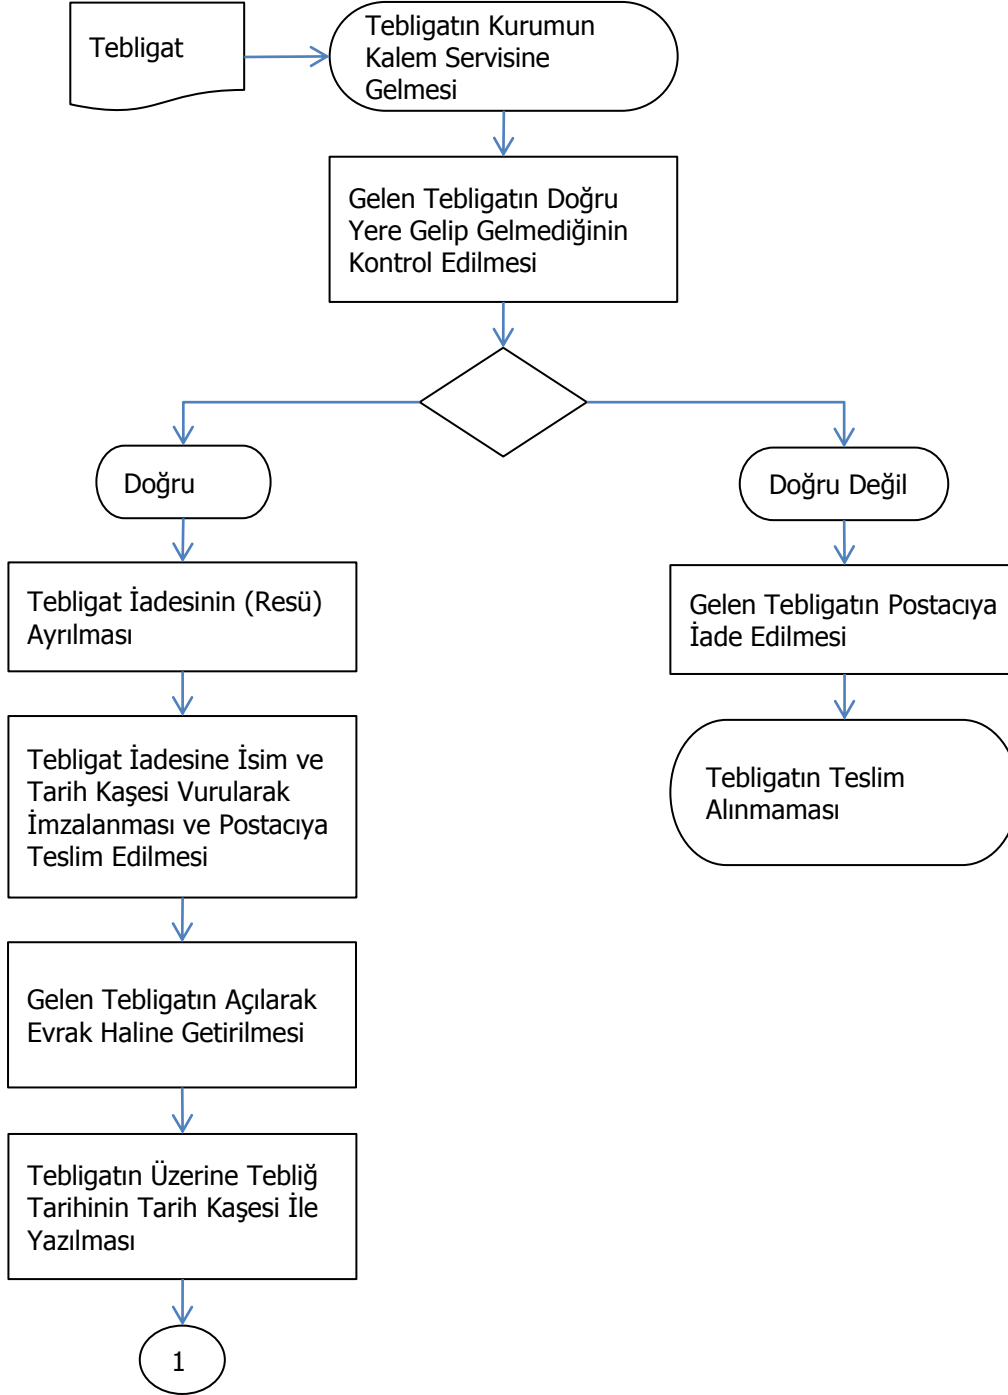 Tebligat
Tebligatın Kurumun
Kalem Servisine
Gelmesi
Gelen Tebligatın Doğru
Yere Gelip Gelmediğinin
Kontrol Edilmesi
Doğru
Doğru Değil
Tebligat İadesinin (Resü)
Ayrılması
Gelen Tebligatın Postacıya
İade Edilmesi
Tebligat İadesine İsim ve
Tarih Kaşesi Vurularak
İmzalanması ve Postacıya
Teslim Edilmesi
Tebligatın Teslim
Alınmaması
Gelen Tebligatın Açılarak
Evrak Haline Getirilmesi
Tebligatın Üzerine Tebliğ
Tarihinin Tarih Kaşesi İle
Yazılması
1